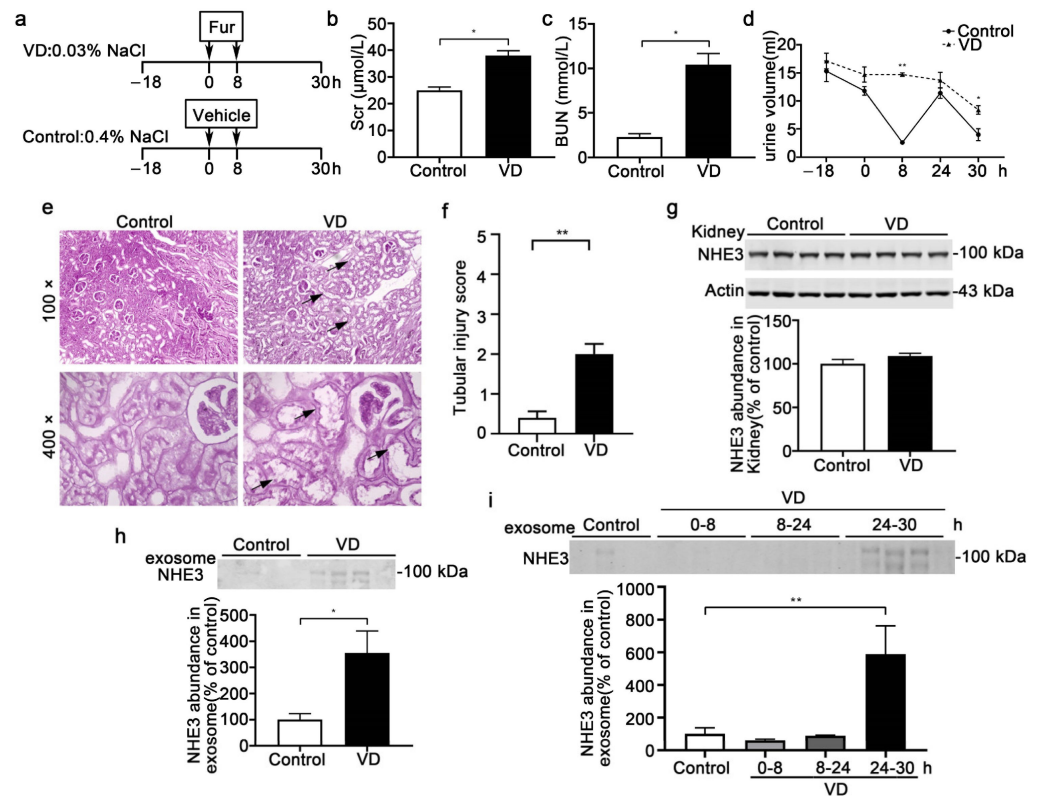 a
Fur
VD:0.03% NaCl
–18 0 8 30h
Vehicle
Control:0.4% NaCl
–18 0 8 30 h
b
Scr (μmol/L)
50
40
30
20
10
0
*
Control VD
c
BUN (mmol/L)
15
10
5
0
*
Control VD
d
Control
VD
urine volume(ml)
20
15
10
5
0
**
*
–18 0 8 24 30 h
e
Control VD
100 ×
400 ×
f
Tubular injury score
5
4
3
2
1
0
**
Control VD
g
Control VD
Kidney
NHE3 -100 kDa
Actin -43 kDa
NHE3 abundance in
Kidney(% of control)
150
100
50
0
Control VD
h
exosome Control VD
NHE3 -100 kDa
NHE3 abundance in
exosome(% of control)
500
400
300
200
100
0
*
Control VD
i
VD
exosome Control 0-8 8-24 24-30 h
NHE3 -100 kDa
NHE3 abundance in
exosome(% of control)
1000
800
600
400
200
0
**
Control 0-8 8-24 24-30 h
VD